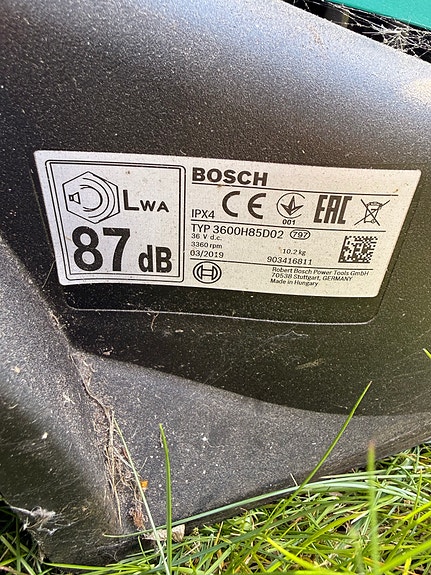 LWA
87 dB
BOSCH
IPX4 CE 001 EAC
TYP 3600H85D02 797
36 V d.c.
3360 rpm 10.2 kg
03/2019 903416811
Robert Bosch Power Tools GmbH
70538 Stuttgart, GERMANY
Made in Hungary